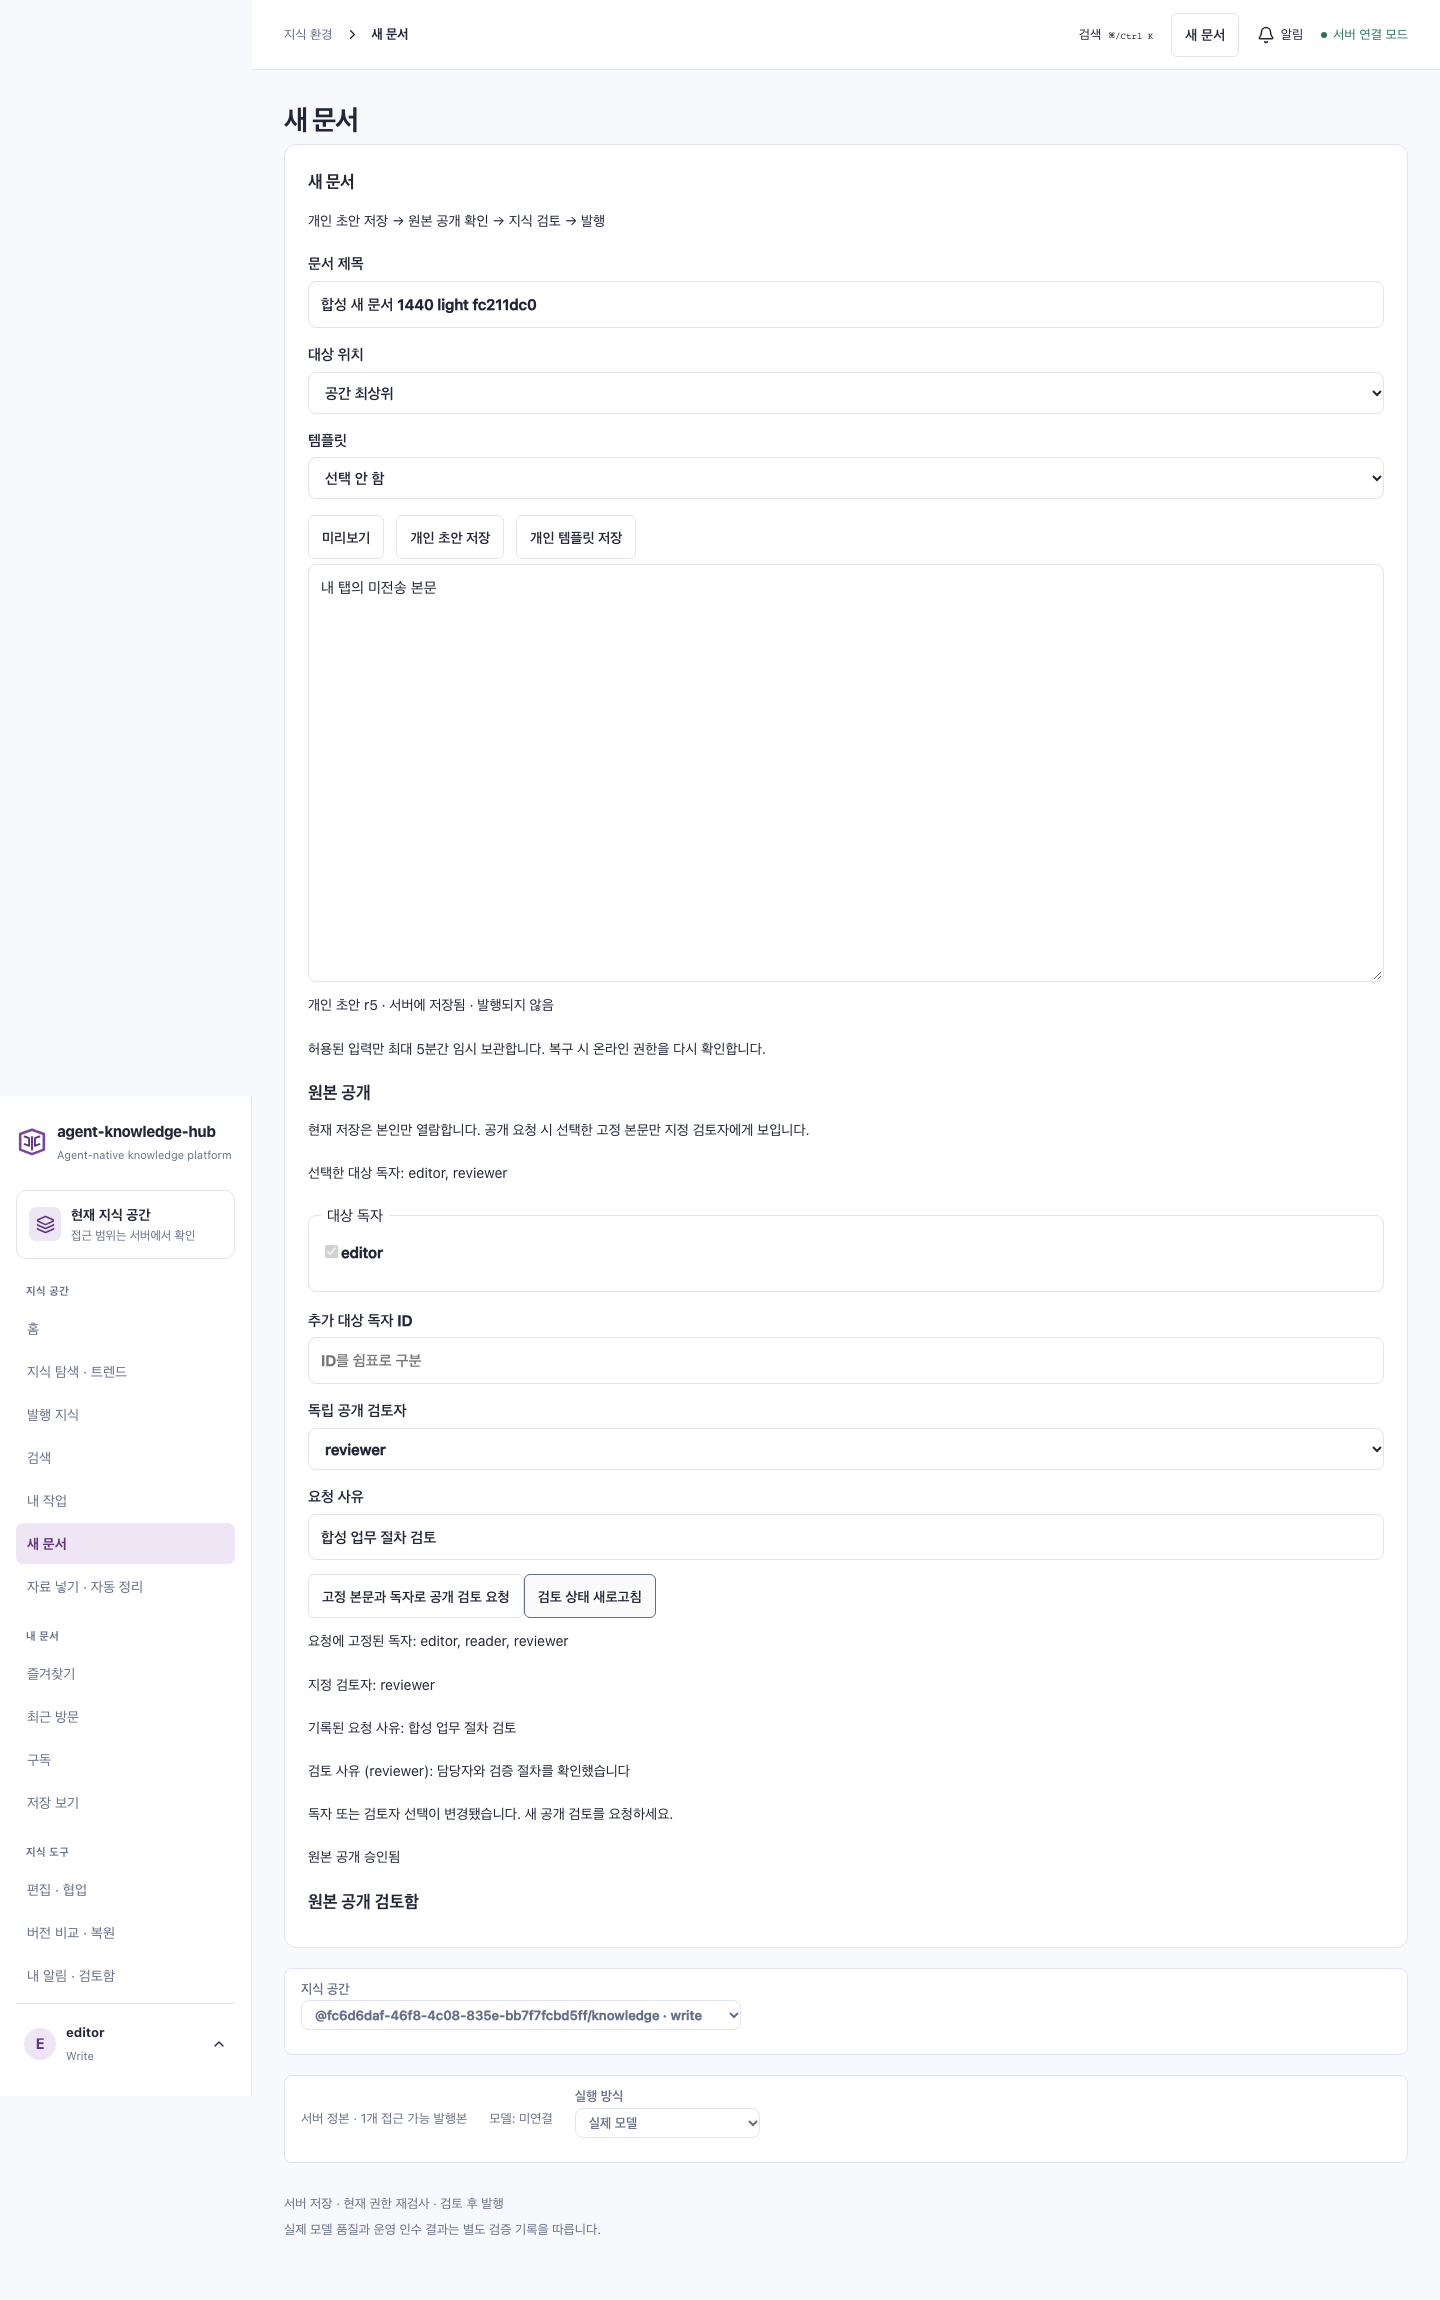 지식 환경
새 문서
검색 ⌘/Ctrl K
새 문서
알림
서버 연결 모드
새 문서
새 문서
개인 초안 저장 → 원본 공개 확인 → 지식 검토 → 발행
문서 제목
합성 새 문서 1440 light fc211dc0
대상 위치
공간 최상위
템플릿
선택 안 함
미리보기
개인 초안 저장
개인 템플릿 저장
내 탭의 미전송 본문
개인 초안 r5 · 서버에 저장됨 · 발행되지 않음
허용된 입력만 최대 5분간 임시 보관합니다. 복구 시 온라인 권한을 다시 확인합니다.
원본 공개
현재 저장은 본인만 열람합니다. 공개 요청 시 선택한 고정 본문만 지정 검토자에게 보입니다.
선택한 대상 독자: editor, reviewer
대상 독자
editor
추가 대상 독자 ID
ID를 쉼표로 구분
독립 공개 검토자
reviewer
요청 사유
합성 업무 절차 검토
고정 본문과 독자로 공개 검토 요청
검토 상태 새로고침
요청에 고정된 독자: editor, reader, reviewer
지정 검토자: reviewer
기록된 요청 사유: 합성 업무 절차 검토
검토 사유 (reviewer): 담당자와 검증 절차를 확인했습니다
독자 또는 검토자 선택이 변경됐습니다. 새 공개 검토를 요청하세요.
원본 공개 승인됨
원본 공개 검토함
지식 공간
@fc6d6daf-46f8-4c08-835e-bb7f7fcbd5ff/knowledge · write
서버 정본 · 1개 접근 가능 발행본
모델: 미연결
실행 방식
실제 모델
서버 저장 · 현재 권한 재검사 · 검토 후 발행
실제 모델 품질과 운영 인수 결과는 별도 검증 기록을 따릅니다.
agent-knowledge-hub
Agent-native knowledge platform
현재 지식 공간
접근 범위는 서버에서 확인
지식 공간
홈
지식 탐색 · 트렌드
발행 지식
검색
내 작업
새 문서
자료 넣기 · 자동 정리
내 문서
즐겨찾기
최근 방문
구독
저장 보기
지식 도구
편집 · 협업
버전 비교 · 복원
내 알림 · 검토함
E
editor
Write